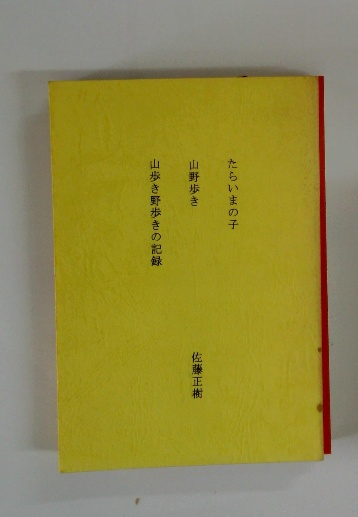 たらいまの子
山野歩き
佐藤正樹
山歩き野歩きの記録